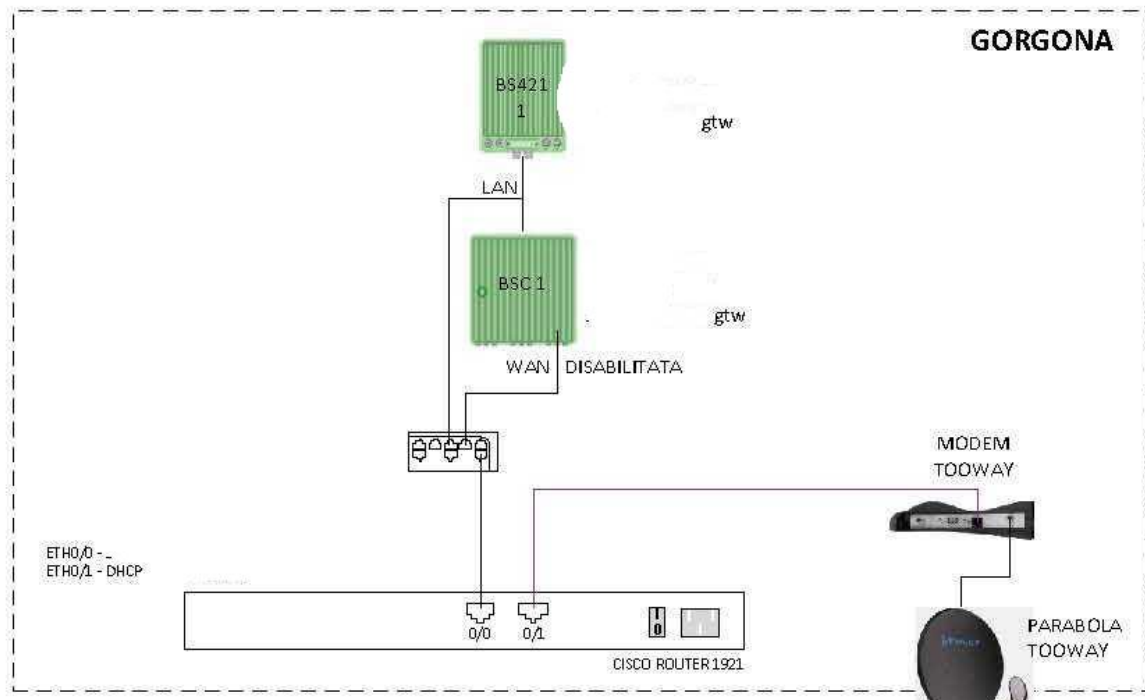 GORGONA
BS421
1
gtw
LAN
BSC 1
gtw
WAN DISABILITATA
MODEM
TOOWAY
ETH0/0 - _
ETH0/1 - DHCP
0/0
0/1
CISCO ROUTER 1921
PARABOLA
TOOWAY